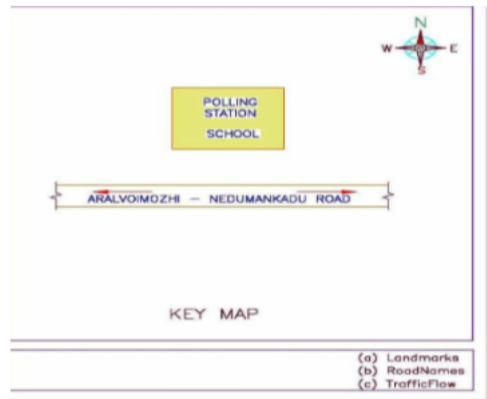 N
W E
S
POLLING
STATION
SCHOOL
ARALVOIMOZHI - NEDUMANKADU ROAD
KEY MAP
(a) Landmarks
(b) RoadNames
(c) TrafficFlow